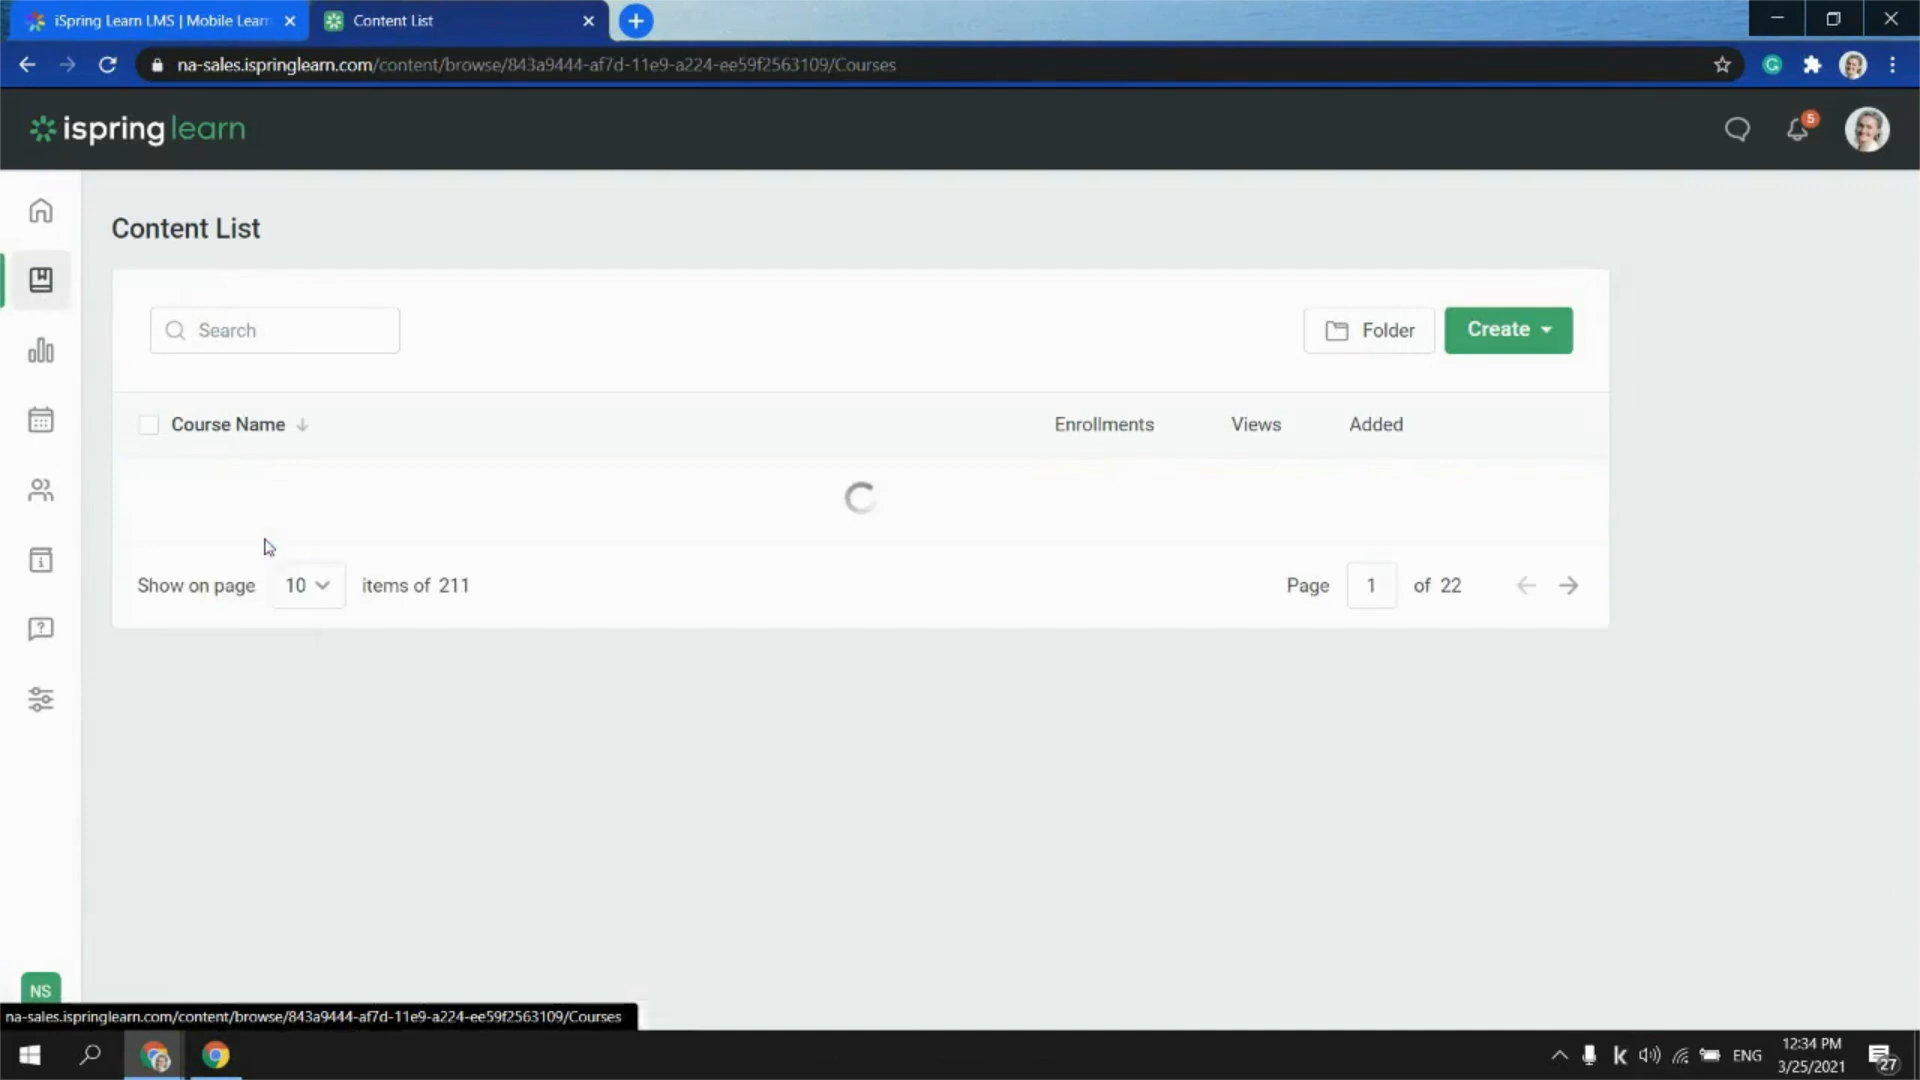 iSpring Learn LMS | Mobile Learn
Content List
na-sales.ispringlearn.com/content/browse/843a9444-af7d-11e9-a224-ee59f2563109/Courses
ispring learn
5
Content List
Search
Folder
Create
Course Name
Enrollments
Views
Added
Show on page 10 items of 211
Page 1 of 22
NS
na-sales.ispringlearn.com/content/browse/843a9444-af7d-11e9-a224-ee59f2563109/Courses
ENG
12:34 PM
3/25/2021
27